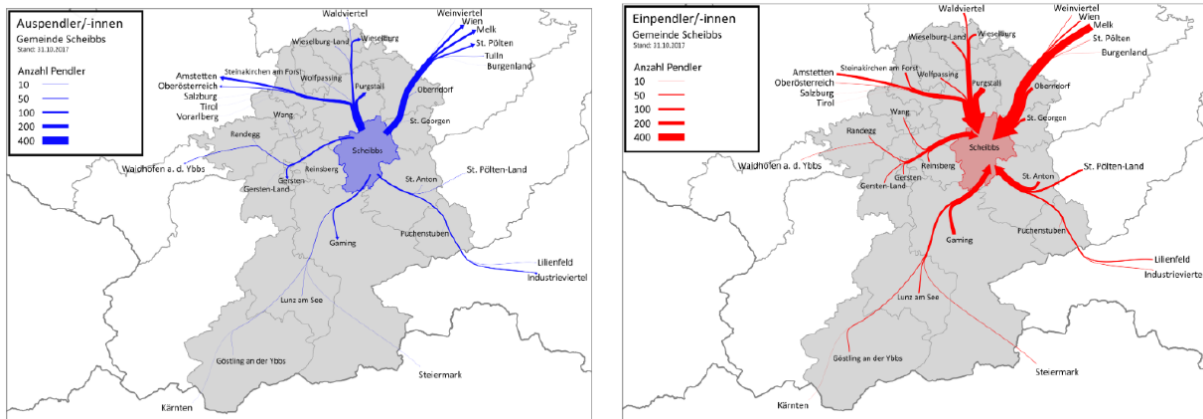 Auspendler/-innen
Gemeinde Scheibbs
Stand: 31.10.2017
Anzahl Pendler
10
50
100
200
400
Waldviertel
Weinviertel
Wien
Melk
St. Pölten
Tulln
Burgenland
Wieselburg-Land
Wieselburg
Steinakirchen am Forst
Wolfpassing
Purgstall
Oberndorf
Amstetten
Oberösterreich
Salzburg
Tirol
Vorarlberg
Wang
St. Georgen
Randegg
Scheibbs
Waidhofen a. d. Ybbs
Reinsberg
Gersten
Gersten-Land
St. Anton
St. Pölten-Land
Gaming
Puchenstuben
Lilienfeld
Industrieviertel
Lunz am See
Göstling an der Ybbs
Steiermark
Kärnten
Einpendler/-innen
Gemeinde Scheibbs
Stand: 31.10.2017
Anzahl Pendler
10
50
100
200
400
Waldviertel
Weinviertel
Wien
Melk
St. Pölten
Burgenland
Wieselburg-Land
Wieselburg
Steinakirchen am Forst
Wolfpassing
Purgstall
Oberndorf
Amstetten
Oberösterreich
Salzburg
Tirol
Wang
St. Georgen
Randegg
Scheibbs
Waidhofen a. d. Ybbs
Reinsberg
Gersten
Gersten-Land
St. Anton
St. Pölten-Land
Gaming
Puchenstuben
Lilienfeld
Industrievierte
Lunz am See
Göstling an der Ybbs
Steiermark
Kärnten